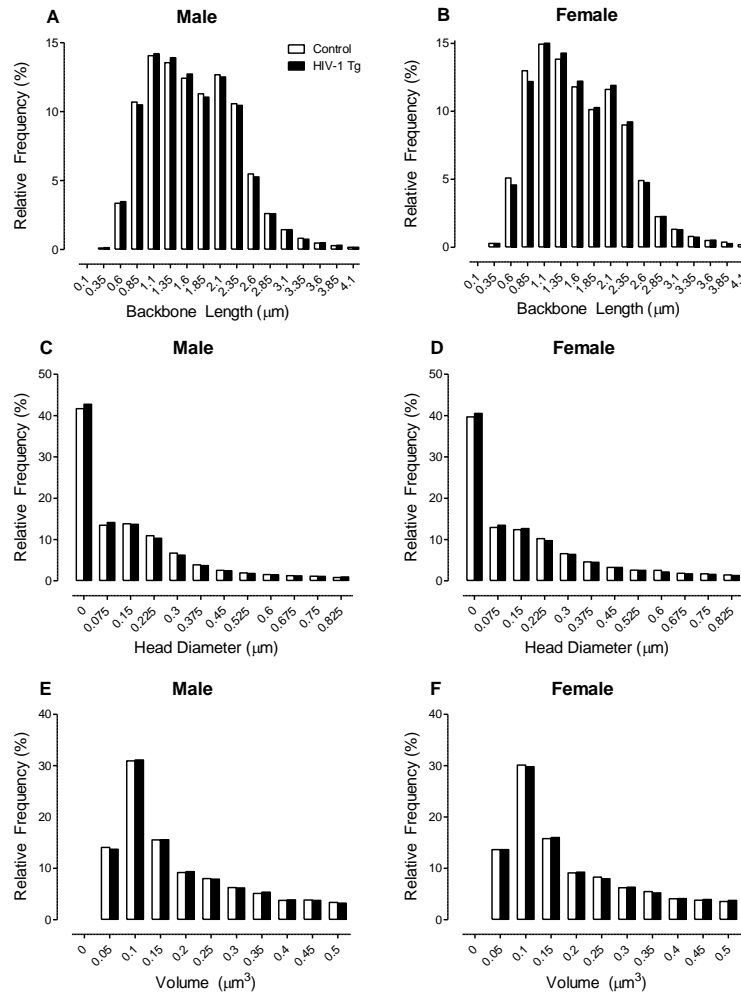 A Male
Control
HIV-1 Tg
Relative Frequency (%)
15
10
5
0
0.1 0.35 0.6 0.85 1.1 1.35 1.6 1.85 2.1 2.35 2.6 2.85 3.1 3.35 3.6 3.85 4.1
Backbone Length (μm)
B Female
Relative Frequency (%)
15
10
5
0
0.1 0.35 0.6 0.85 1.1 1.35 1.6 1.85 2.1 2.35 2.6 2.85 3.1 3.35 3.6 3.85 4.1
Backbone Length (μm)
C Male
Relative Frequency (%)
50
40
30
20
10
0
0 0.075 0.15 0.225 0.3 0.375 0.45 0.525 0.6 0.675 0.75 0.825
Head Diameter (μm)
D Female
Relative Frequency (%)
50
40
30
20
10
0
0 0.075 0.15 0.225 0.3 0.375 0.45 0.525 0.6 0.675 0.75 0.825
Head Diameter (μm)
E Male
Relative Frequency (%)
40
30
20
10
0
0 0.05 0.1 0.15 0.2 0.25 0.3 0.35 0.4 0.45 0.5
Volume (μm³)
F Female
Relative Frequency (%)
40
30
20
10
0
0 0.05 0.1 0.15 0.2 0.25 0.3 0.35 0.4 0.45 0.5
Volume (μm³)